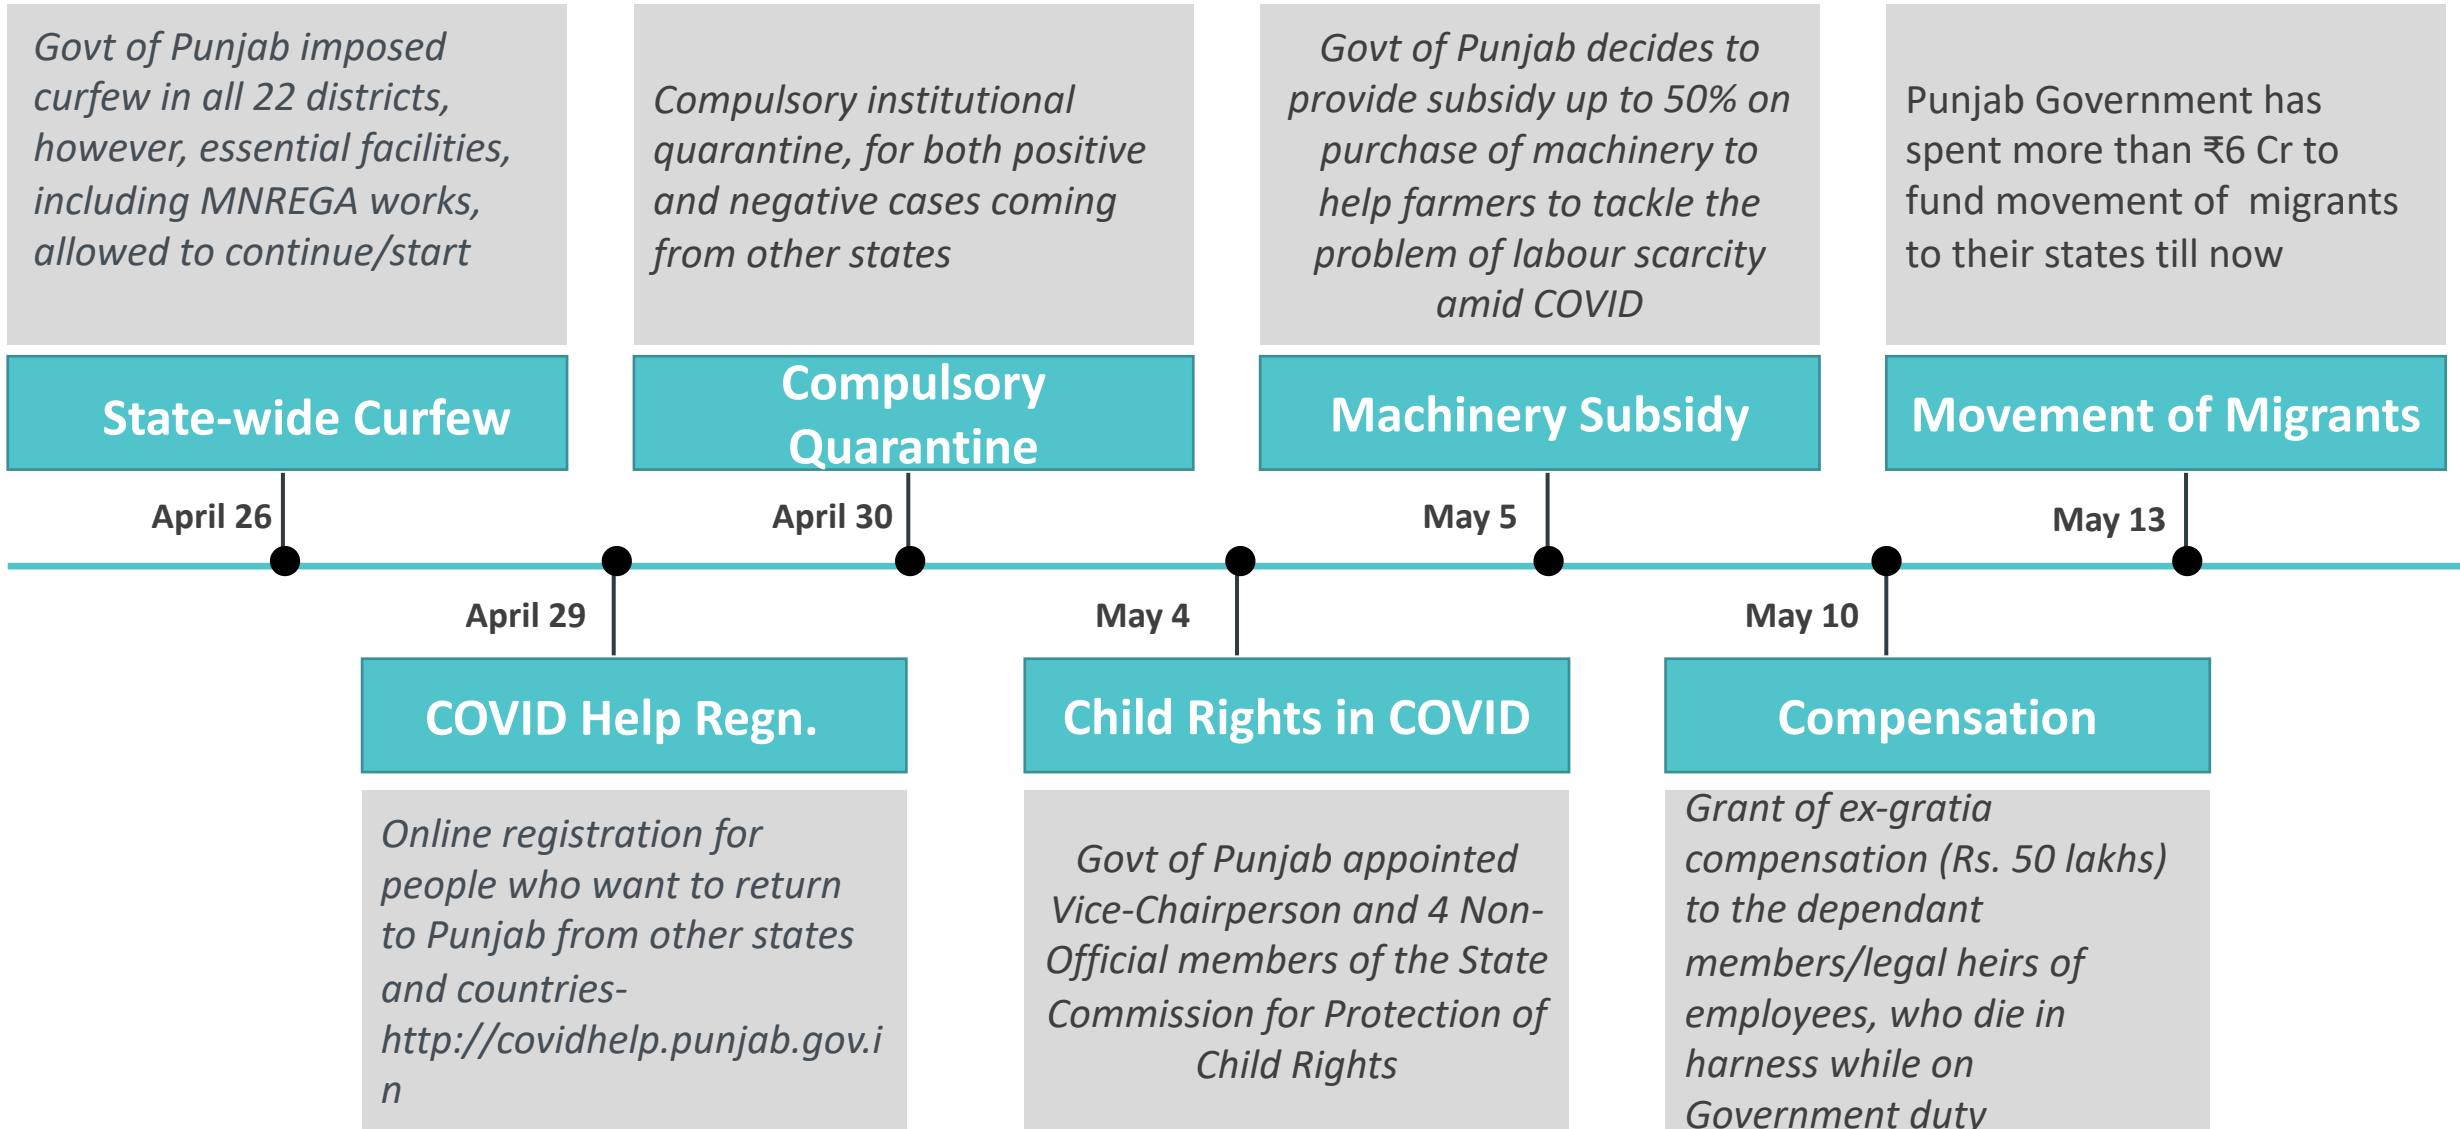 Govt of Punjab imposed
curfew in all 22 districts,
however, essential facilities,
including MNREGA works,
allowed to continue/start
State-wide Curfew
April 26
April 29
COVID Help Regn.
Online registration for
people who want to return
to Punjab from other states
and countries-
http://covidhelp.punjab.gov.i
n
Compulsory institutional
quarantine, for both positive
and negative cases coming
from other states
Compulsory
Quarantine
April 30
May 4
Child Rights in COVID
Govt of Punjab appointed
Vice-Chairperson and 4 Non-
Official members of the State
Commission for Protection of
Child Rights
Govt of Punjab decides to
provide subsidy up to 50% on
purchase of machinery to
help farmers to tackle the
problem of labour scarcity
amid COVID
Machinery Subsidy
May 5
May 10
Compensation
Grant of ex-gratia
compensation (Rs. 50 lakhs)
to the dependant
members/legal heirs of
employees, who die in
harness while on
Government duty
Punjab Government has
spent more than ₹6 Cr to
fund movement of  migrants
to their states till now
Movement of Migrants
May 13